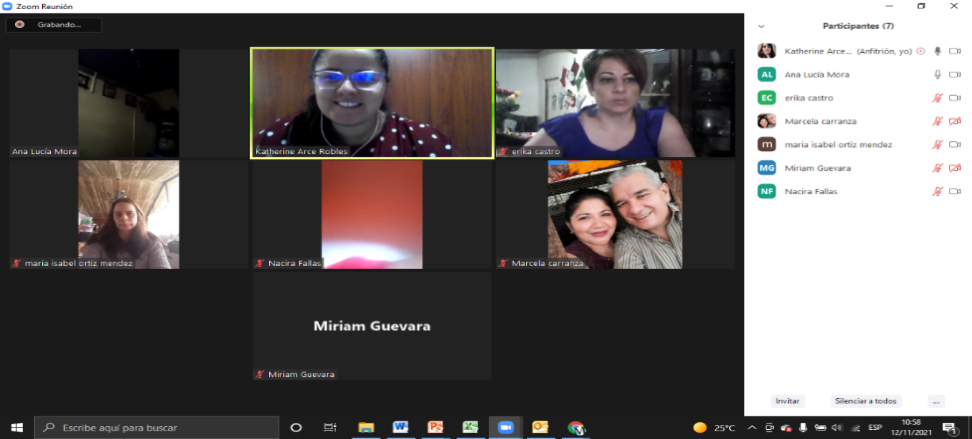 Zoom Reunión
Grabando...
Ana Lucía Mora
Katherine Arce Robles
erika castro
maria isabel ortiz mendez
Nacira Fallas
Marcela carranza
Miriam Guevara
Miriam Guevara
Participantes (7)
Katherine Arce... (Anfitrión, yo)
AL Ana Lucía Mora
EC erika castro
Marcela carranza
m maria isabel ortiz mendez
MG Miriam Guevara
NF Nacira Fallas
Invitar Silenciar a todos ...
Escribe aquí para buscar
25°C
ESP
10:58
12/11/2021
1